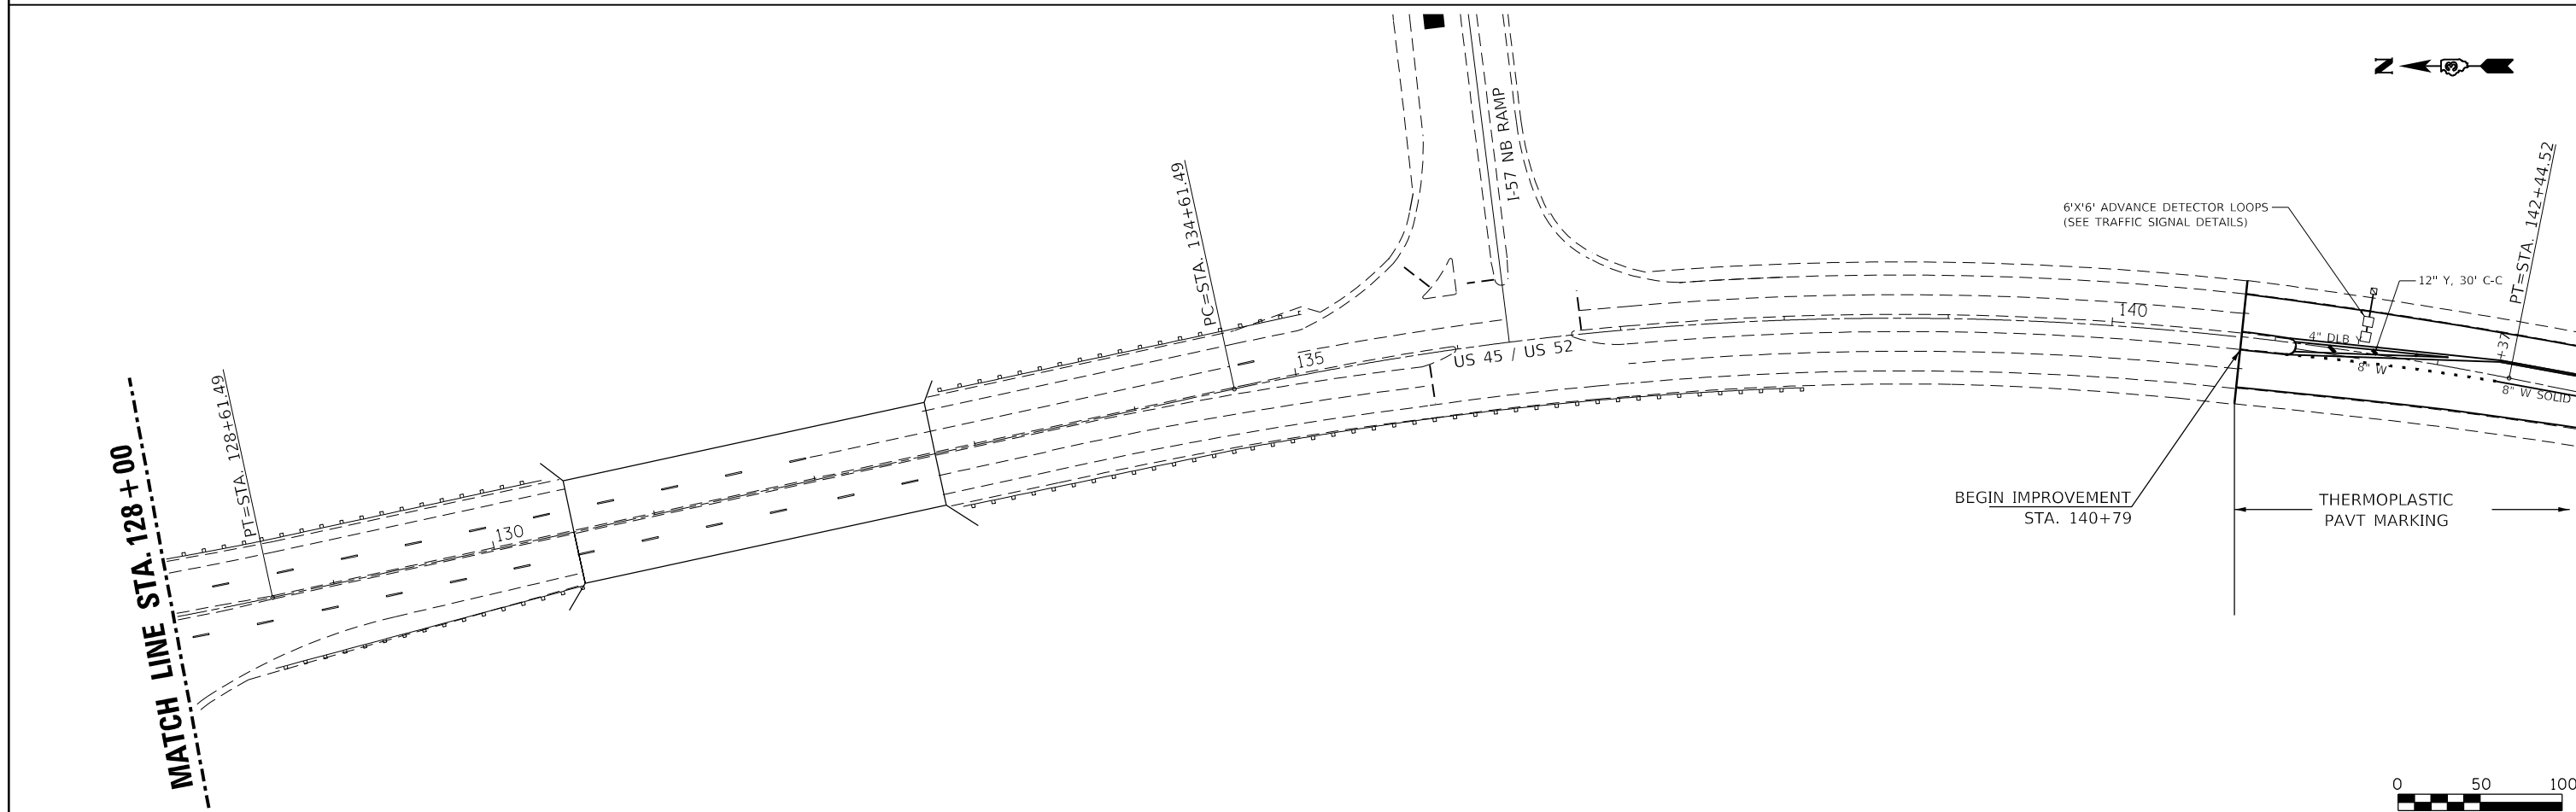 MATCH LINE STA. 128+00
PT=STA. 128+61.49
130
PC=STA. 134+61.49
135
US 45 / US 52
I-57 NB RAMP
140
N
3
6'X6' ADVANCE DETECTOR LOOPS
(SEE TRAFFIC SIGNAL DETAILS)
12" Y, 30' C-C
PT=STA. 142+44.52
4" DLB Y
+37
8" W
8" W SOLID
BEGIN IMPROVEMENT
STA. 140+79
THERMOPLASTIC
PAVT MARKING
0 50 100